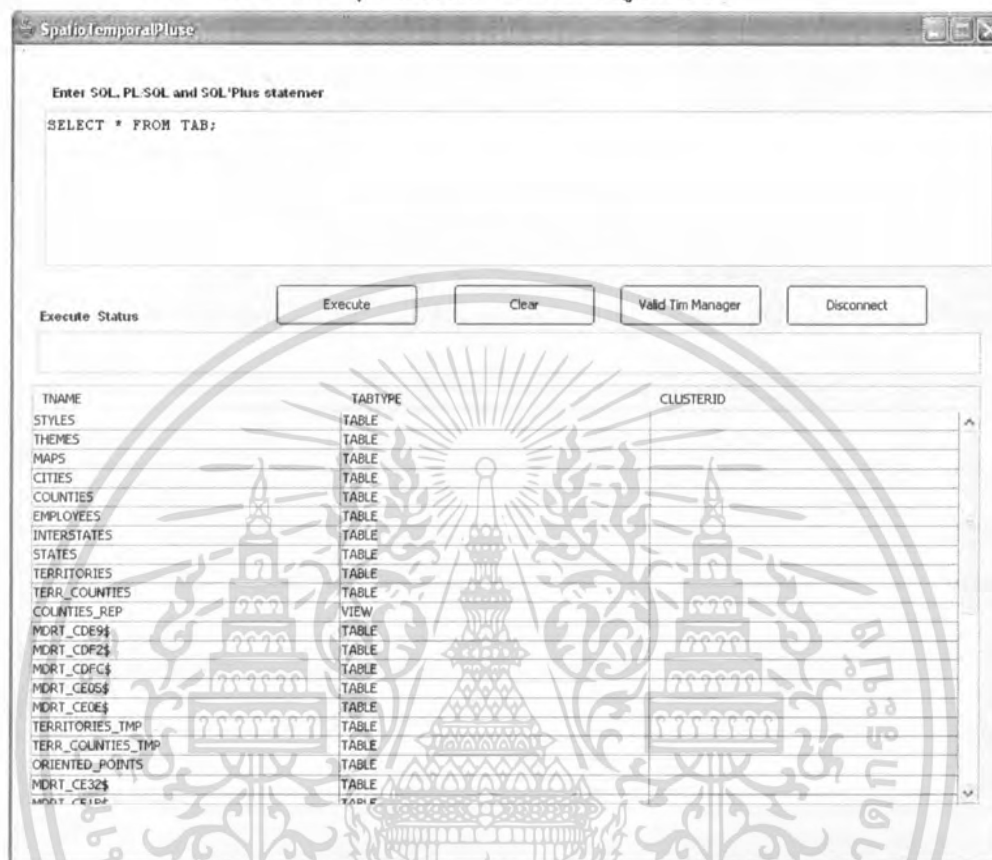 SpatioTemporalPluse
Enter SQL, PL/SQL and SQL*Plus statemer
SELECT * FROM TAB;
Execute Clear Valid Tim Manager Disconnect
Execute Status
TNAME TABTYPE CLUSTERID
STYLES TABLE
THEMES TABLE
MAPS TABLE
CITIES TABLE
COUNTIES TABLE
EMPLOYEES TABLE
INTERSTATES TABLE
STATES TABLE
TERRITORIES TABLE
TERR_COUNTIES TABLE
COUNTIES_REP VIEW
MDRT_CDE9$ TABLE
MDRT_CDF2$ TABLE
MDRT_CDFC$ TABLE
MDRT_CE05$ TABLE
MDRT_CE0E$ TABLE
TERRITORIES_TMP TABLE
TERR_COUNTIES_TMP TABLE
ORIENTED_POINTS TABLE
MDRT_CE32$ TABLE
TABLE